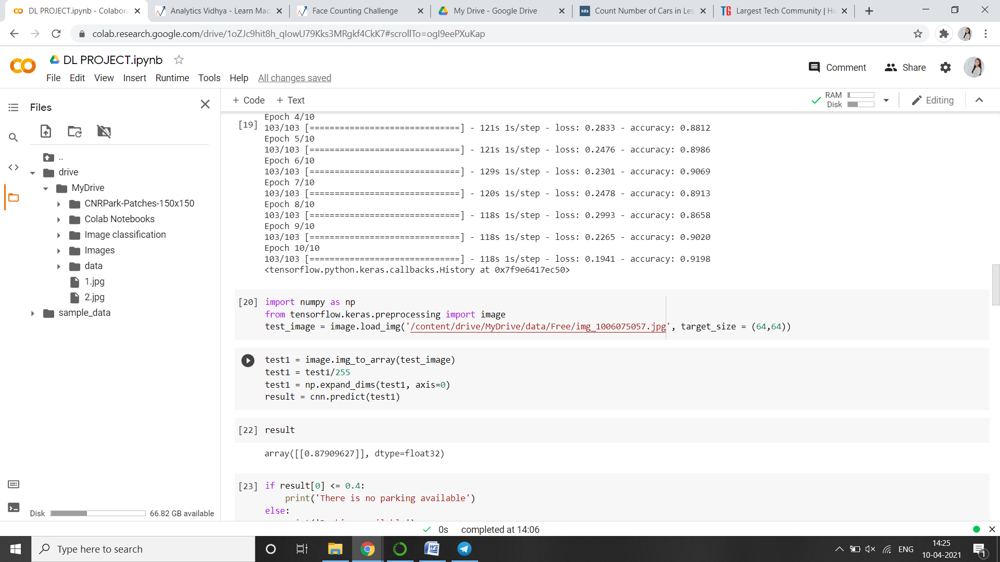 DL PROJECT.ipynb - Colabora
Analytics Vidhya - Learn Mac
Face Counting Challenge
My Drive - Google Drive
tds
Count Number of Cars in Les
TG
Largest Tech Community | Ha
colab.research.google.com/drive/1oZJc9hit8h_qIowU79Kks3MRgkf4CkK7#scrollTo=ogI9eePXuKap
DL PROJECT.ipynb
Comment
Share
File Edit View Insert Runtime Tools Help All changes saved
Files
+ Code + Text
RAM
Disk
Editing
..
drive
MyDrive
CNRPark-Patches-150x150
Colab Notebooks
Image classification
Images
data
1.jpg
2.jpg
sample_data
Disk 66.82 GB available
[19]
Epoch 4/10
103/103 [==============================] - 121s 1s/step - loss: 0.2833 - accuracy: 0.8812
Epoch 5/10
103/103 [==============================] - 121s 1s/step - loss: 0.2476 - accuracy: 0.8986
Epoch 6/10
103/103 [==============================] - 129s 1s/step - loss: 0.2301 - accuracy: 0.9069
Epoch 7/10
103/103 [==============================] - 120s 1s/step - loss: 0.2478 - accuracy: 0.8913
Epoch 8/10
103/103 [==============================] - 118s 1s/step - loss: 0.2993 - accuracy: 0.8658
Epoch 9/10
103/103 [==============================] - 118s 1s/step - loss: 0.2265 - accuracy: 0.9020
Epoch 10/10
103/103 [==============================] - 118s 1s/step - loss: 0.1941 - accuracy: 0.9198
<tensorflow.python.keras.callbacks.History at 0x7f9e6417ec50>
[20] import numpy as np
from tensorflow.keras.preprocessing import image
test_image = image.load_img('/content/drive/MyDrive/data/Free/img_1006075057.jpg', target_size = (64,64))
test1 = image.img_to_array(test_image)
test1 = test1/255
test1 = np.expand_dims(test1, axis=0)
result = cnn.predict(test1)
[22] result
array([[0.87909627]], dtype=float32)
[23] if result[0] <= 0.4:
print('There is no parking available')
else:
0s completed at 14:06
Type here to search
ENG
14:25
10-04-2021
1